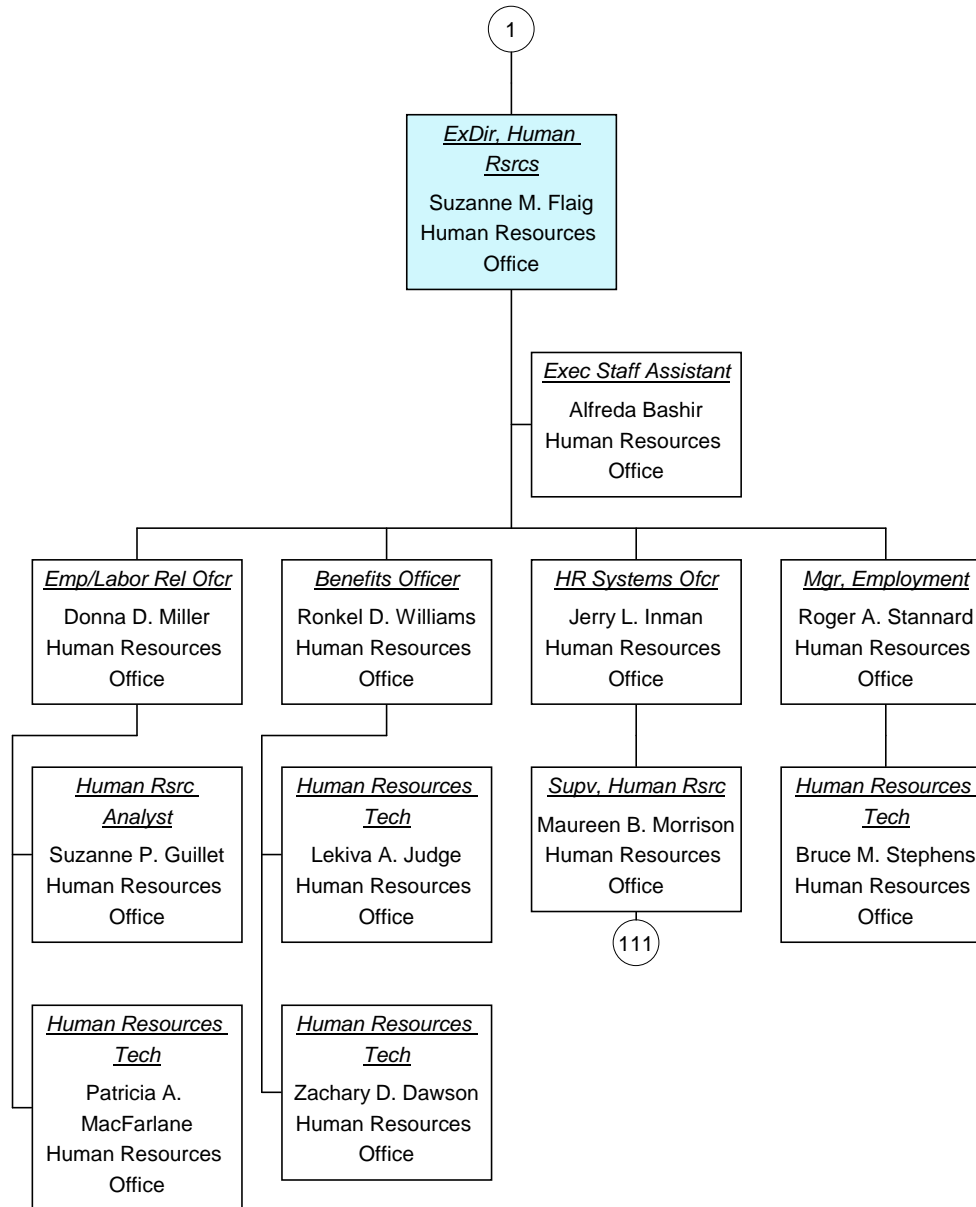 1
ExDir, Human
Rsrcs
Suzanne M. Flaig
Human Resources
Office
Exec Staff Assistant
Alfreda Bashir
Human Resources
Office
Emp/Labor Rel Ofcr
Donna D. Miller
Human Resources
Office
Benefits Officer
Ronkel D. Williams
Human Resources
Office
HR Systems Ofcr
Jerry L. Inman
Human Resources
Office
Mgr, Employment
Roger A. Stannard
Human Resources
Office
Human Rsrc
Analyst
Suzanne P. Guillet
Human Resources
Office
Human Resources
Tech
Lekiva A. Judge
Human Resources
Office
Supv, Human Rsrc
Maureen B. Morrison
Human Resources
Office
111
Human Resources
Tech
Bruce M. Stephens
Human Resources
Office
Human Resources
Tech
Patricia A.
MacFarlane
Human Resources
Office
Human Resources
Tech
Zachary D. Dawson
Human Resources
Office